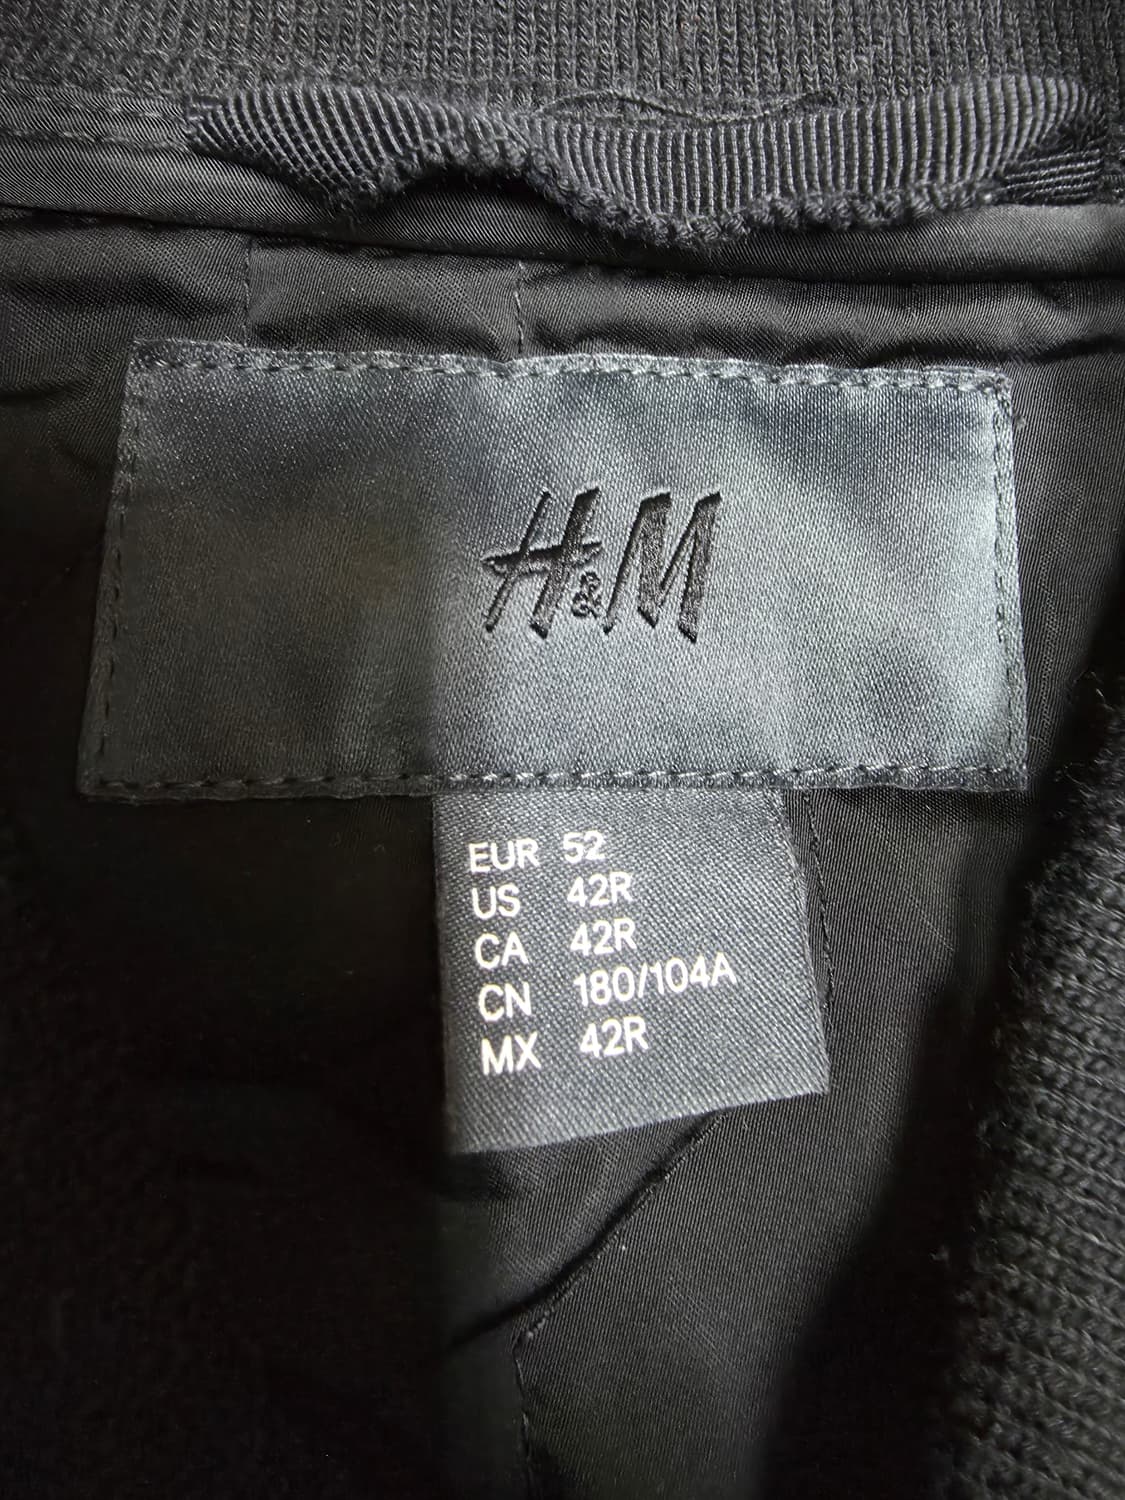 H&M
EUR 52
US 42R
CA 42R
CN 180/104A
MX 42R